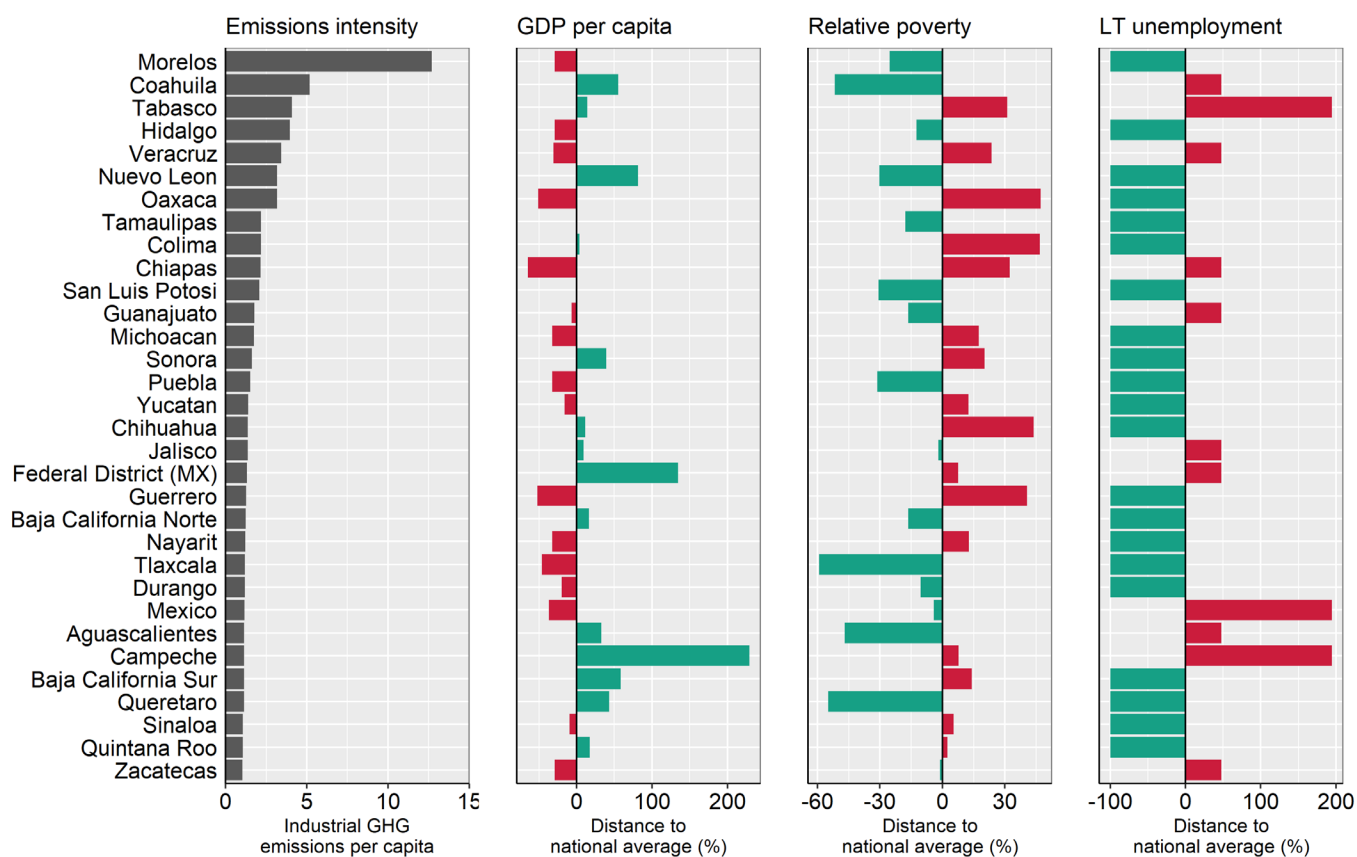 Emissions intensity
GDP per capita
Relative poverty
LT unemployment
Morelos
Coahuila
Tabasco
Hidalgo
Veracruz
Nuevo Leon
Oaxaca
Tamaulipas
Colima
Chiapas
San Luis Potosi
Guanajuato
Michoacan
Sonora
Puebla
Yucatan
Chihuahua
Jalisco
Federal District (MX)
Guerrero
Baja California Norte
Nayarit
Tlaxcala
Durango
Mexico
Aguascalientes
Campeche
Baja California Sur
Queretaro
Sinaloa
Quintana Roo
Zacatecas
0 5 10 15
0 100 200
-60 -30 0 30
-100 0 100 200
Industrial GHG
emissions per capita
Distance to
national average (%)
Distance to
national average (%)
Distance to
national average (%)